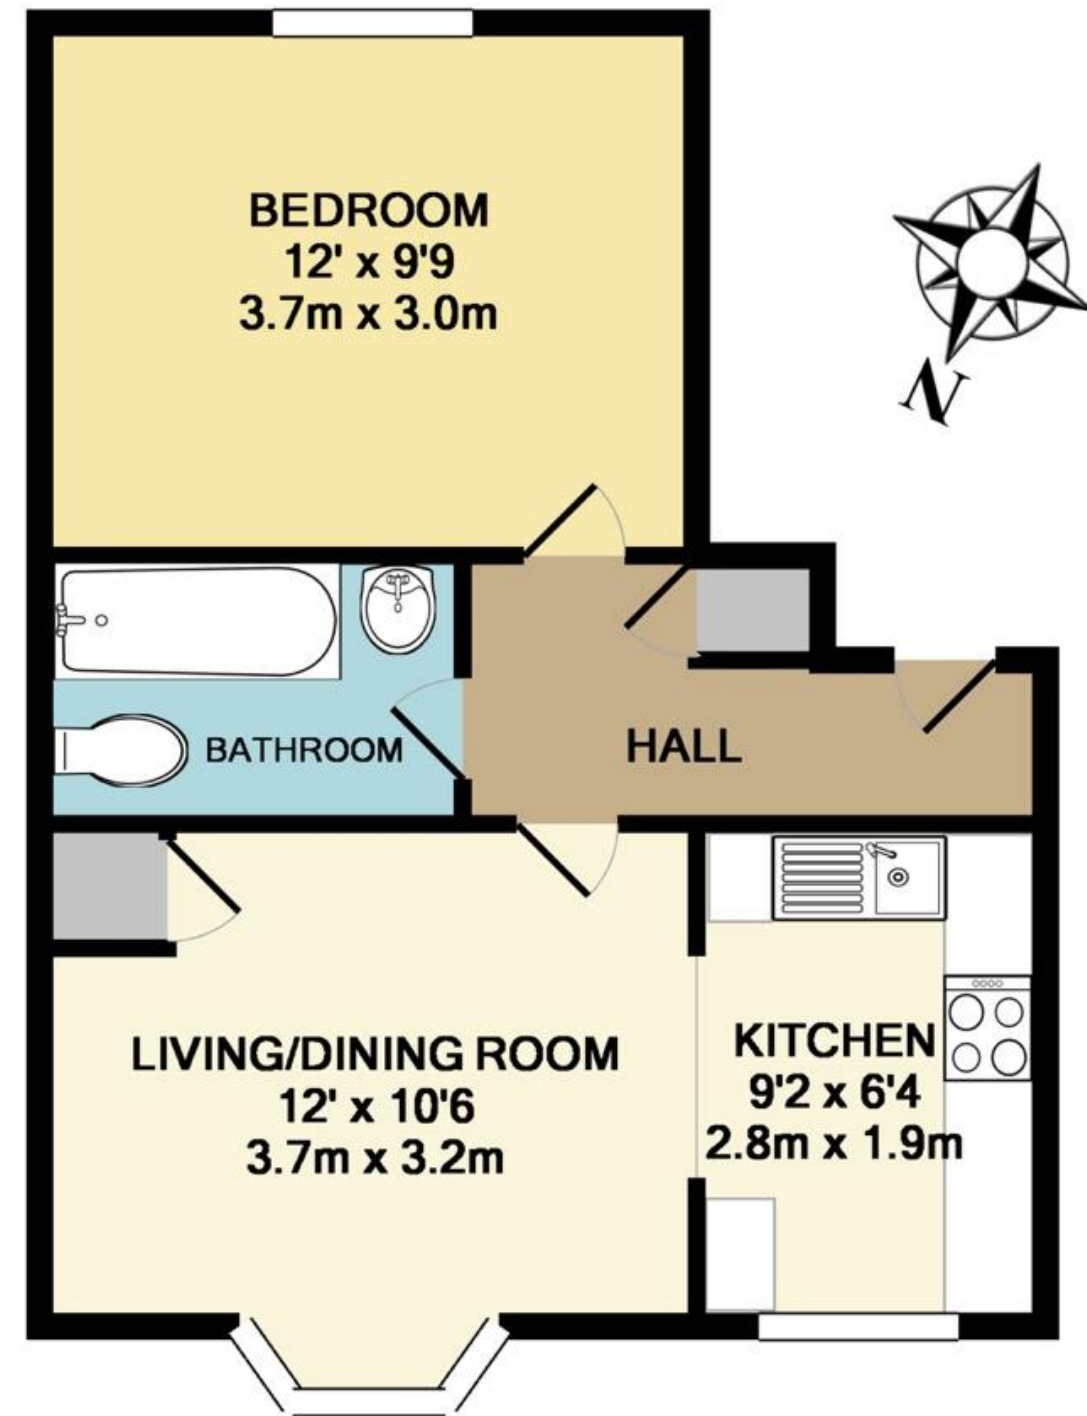 BEDROOM
12' x 9'9
3.7m x 3.0m
N
BATHROOM
HALL
LIVING/DINING ROOM
12' x 10'6
3.7m x 3.2m
KITCHEN
9'2 x 6'4
2.8m x 1.9m